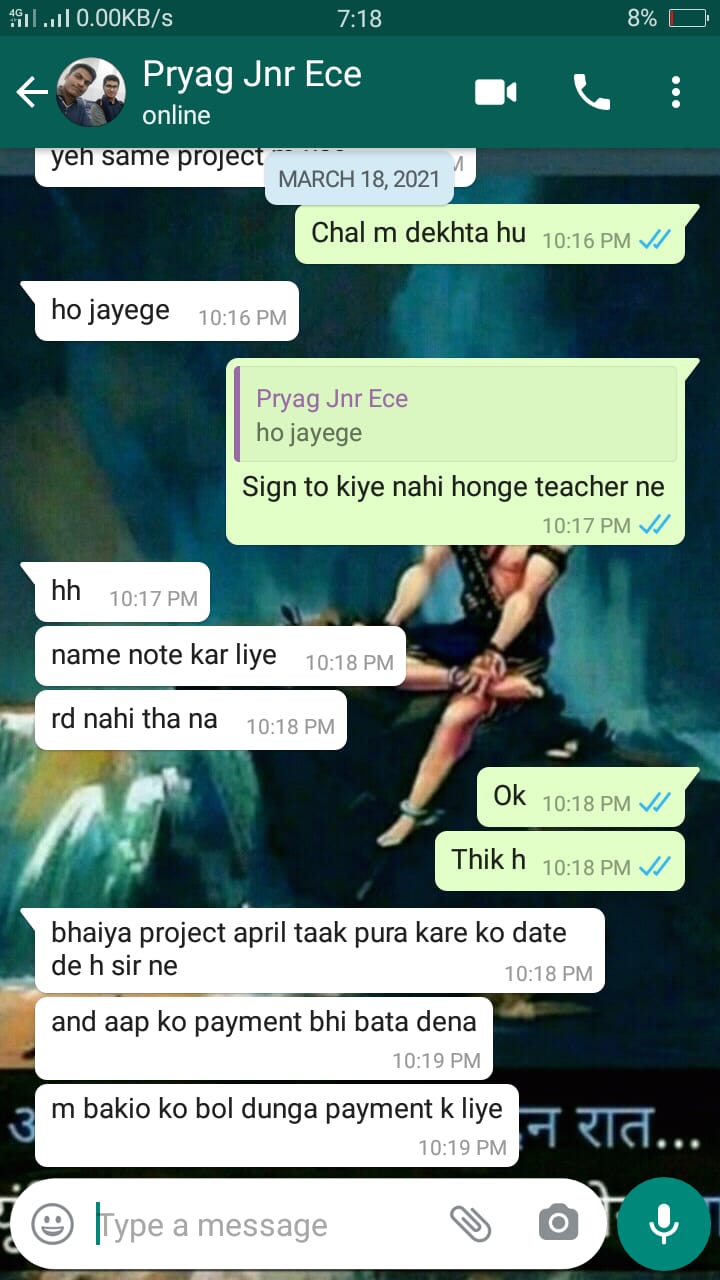 4G 0.00KB/s 7:18 8%
Pryag Jnr Ece
online
yeh same project
MARCH 18, 2021
Chal m dekhta hu 10:16 PM
ho jayege 10:16 PM
Pryag Jnr Ece
ho jayege
Sign to kiye nahi honge teacher ne
10:17 PM
hh 10:17 PM
name note kar liye 10:18 PM
rd nahi tha na 10:18 PM
Ok 10:18 PM
Thik h 10:18 PM
bhaiya project april taak pura kare ko date
de h sir ne 10:18 PM
and aap ko payment bhi bata dena
10:19 PM
m bakio ko bol dunga payment k liye
10:19 PM
रात...
Type a message